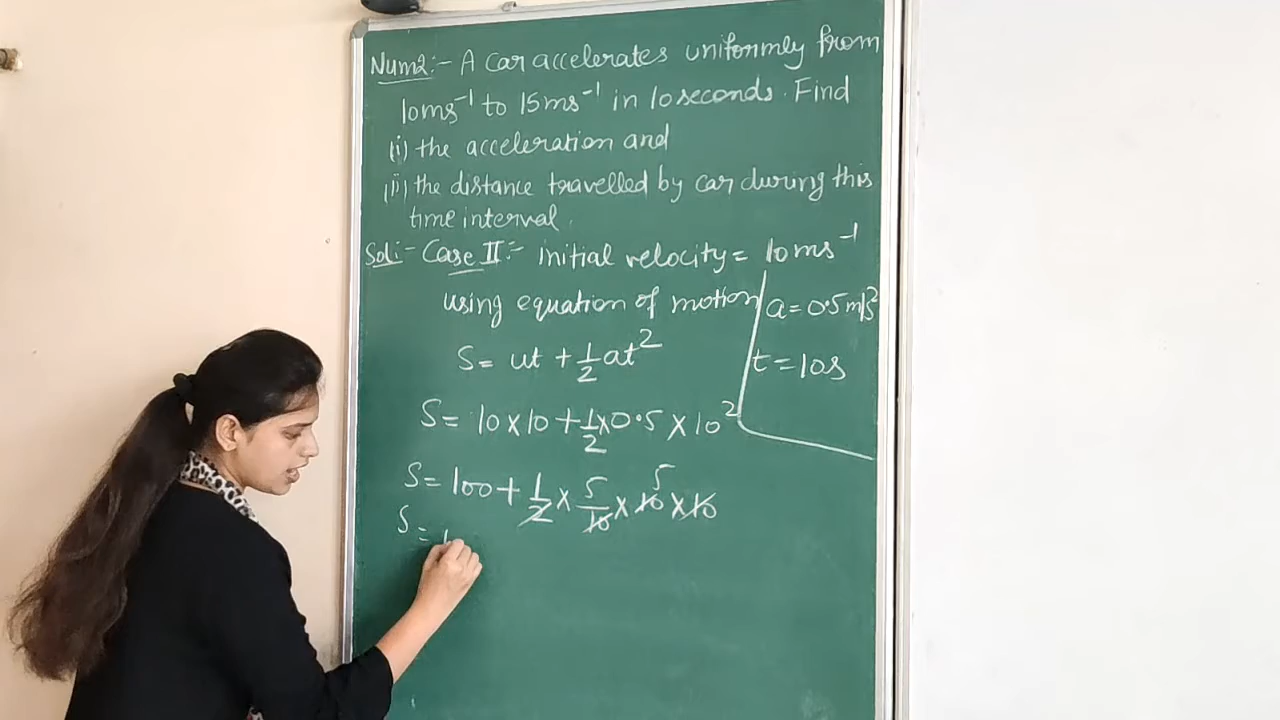 Num2:- A car accelerates uniformly from
10ms⁻¹ to 15ms⁻¹ in 10 seconds. Find
(i) the acceleration and
(ii) the distance travelled by car during this
time interval.
Sol:- Case II:- initial velocity = 10ms⁻¹
using equation of motion
a = 0.5 m/s²
S = ut + 1/2 at²
t = 10s
S = 10 × 10 + 1/2 × 0.5 × 10²
S = 100 + 1/2 × 5/10 × 10 5 × 10
S = 1